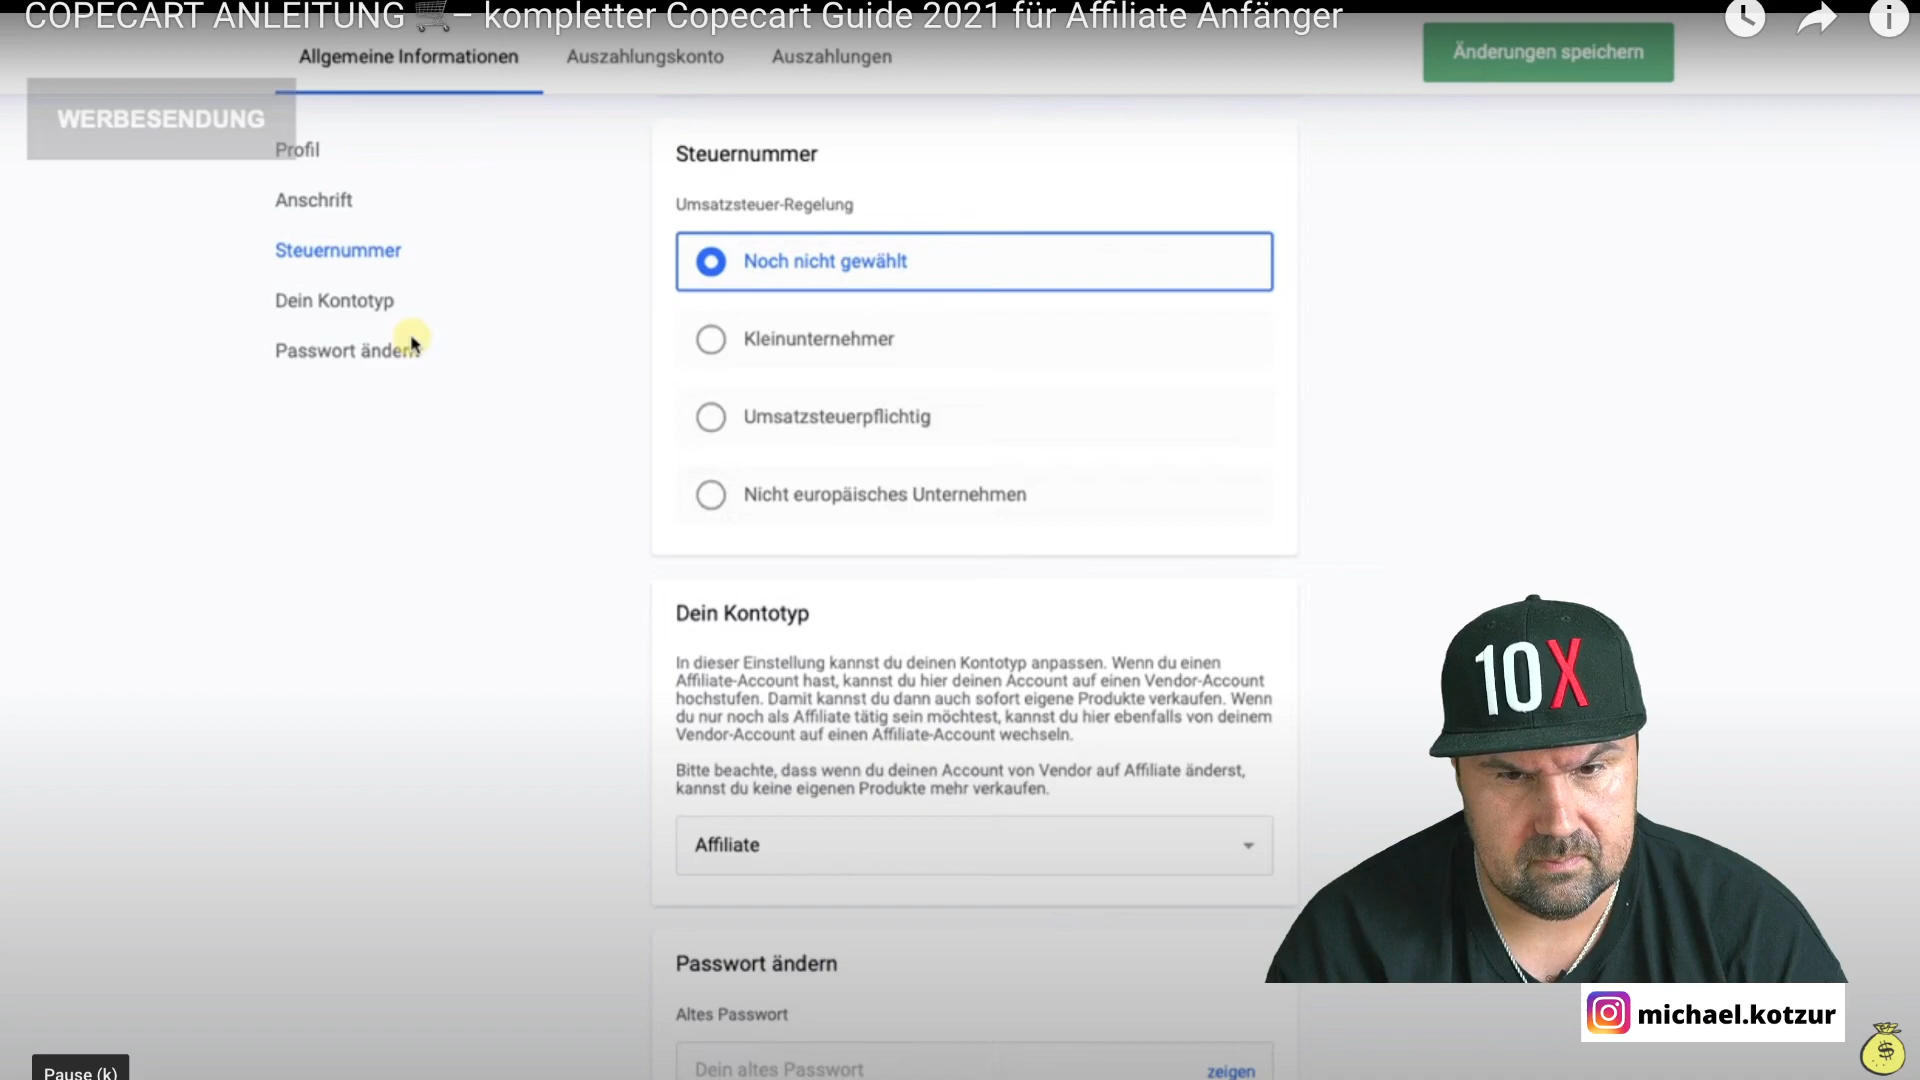 COPECART ANLEITUNG 🛒– kompletter Copecart Guide 2021 für Affiliate Anfänger
Allgemeine Informationen
Auszahlungskonto
Auszahlungen
Änderungen speichern
WERBESENDUNG
Profil
Anschrift
Steuernummer
Dein Kontotyp
Passwort ändern
Steuernummer
Umsatzsteuer-Regelung
Noch nicht gewählt
Kleinunternehmer
Umsatzsteuerpflichtig
Nicht europäisches Unternehmen
Dein Kontotyp
In dieser Einstellung kannst du deinen Kontotyp anpassen. Wenn du einen
Affiliate-Account hast, kannst du hier deinen Account auf einen Vendor-Account
hochstufen. Damit kannst du dann auch sofort eigene Produkte verkaufen. Wenn
du nur noch als Affiliate tätig sein möchtest, kannst du hier ebenfalls von deinem
Vendor-Account auf einen Affiliate-Account wechseln.
Bitte beachte, dass wenn du deinen Account von Vendor auf Affiliate änderst,
kannst du keine eigenen Produkte mehr verkaufen.
Affiliate
Passwort ändern
Altes Passwort
Dein altes Passwort
zeigen
10X
michael.kotzur
$
Pause (k)